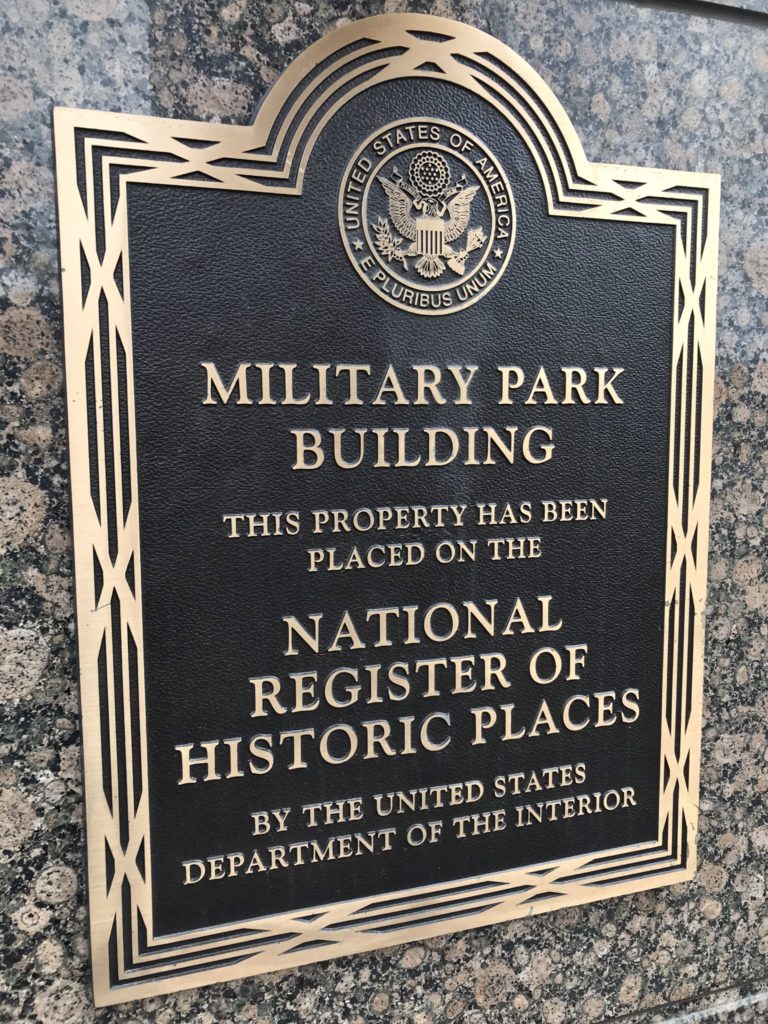 UNITED STATES OF AMERICA
E PLURIBUS UNUM
MILITARY PARK
BUILDING
THIS PROPERTY HAS BEEN
PLACED ON THE
NATIONAL
REGISTER OF
HISTORIC PLACES
BY THE UNITED STATES
DEPARTMENT OF THE INTERIOR